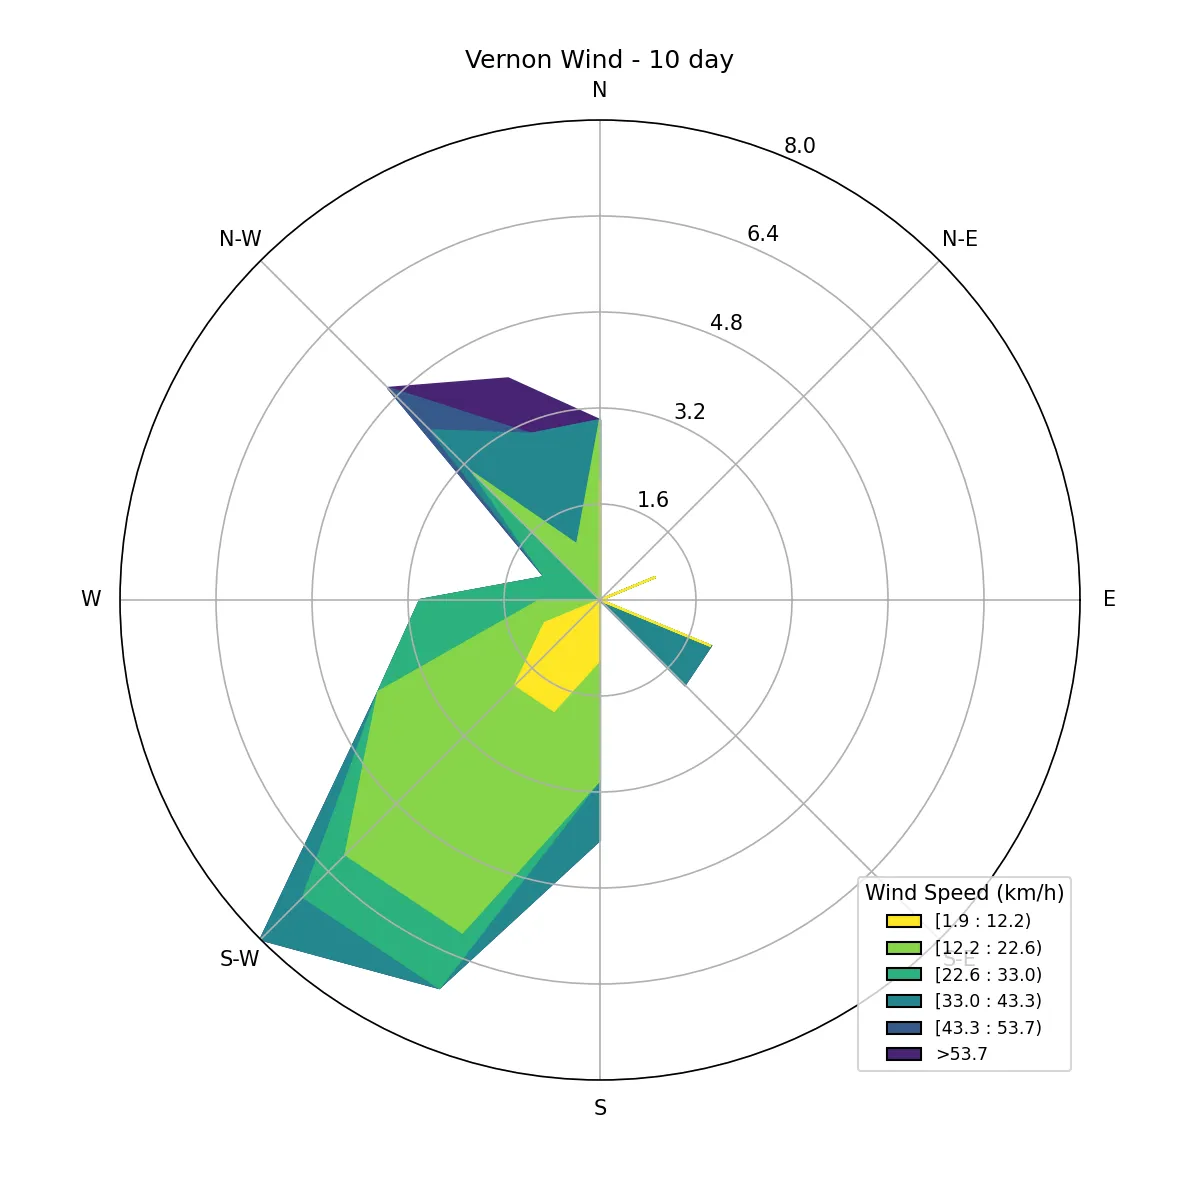 Vernon Wind - 10 day
N
8.0
N-W
6.4
N-E
4.8
3.2
1.6
W
E
S-W
S-E
S
Wind Speed (km/h)
[1.9 : 12.2)
[12.2 : 22.6)
[22.6 : 33.0)
[33.0 : 43.3)
[43.3 : 53.7)
>53.7